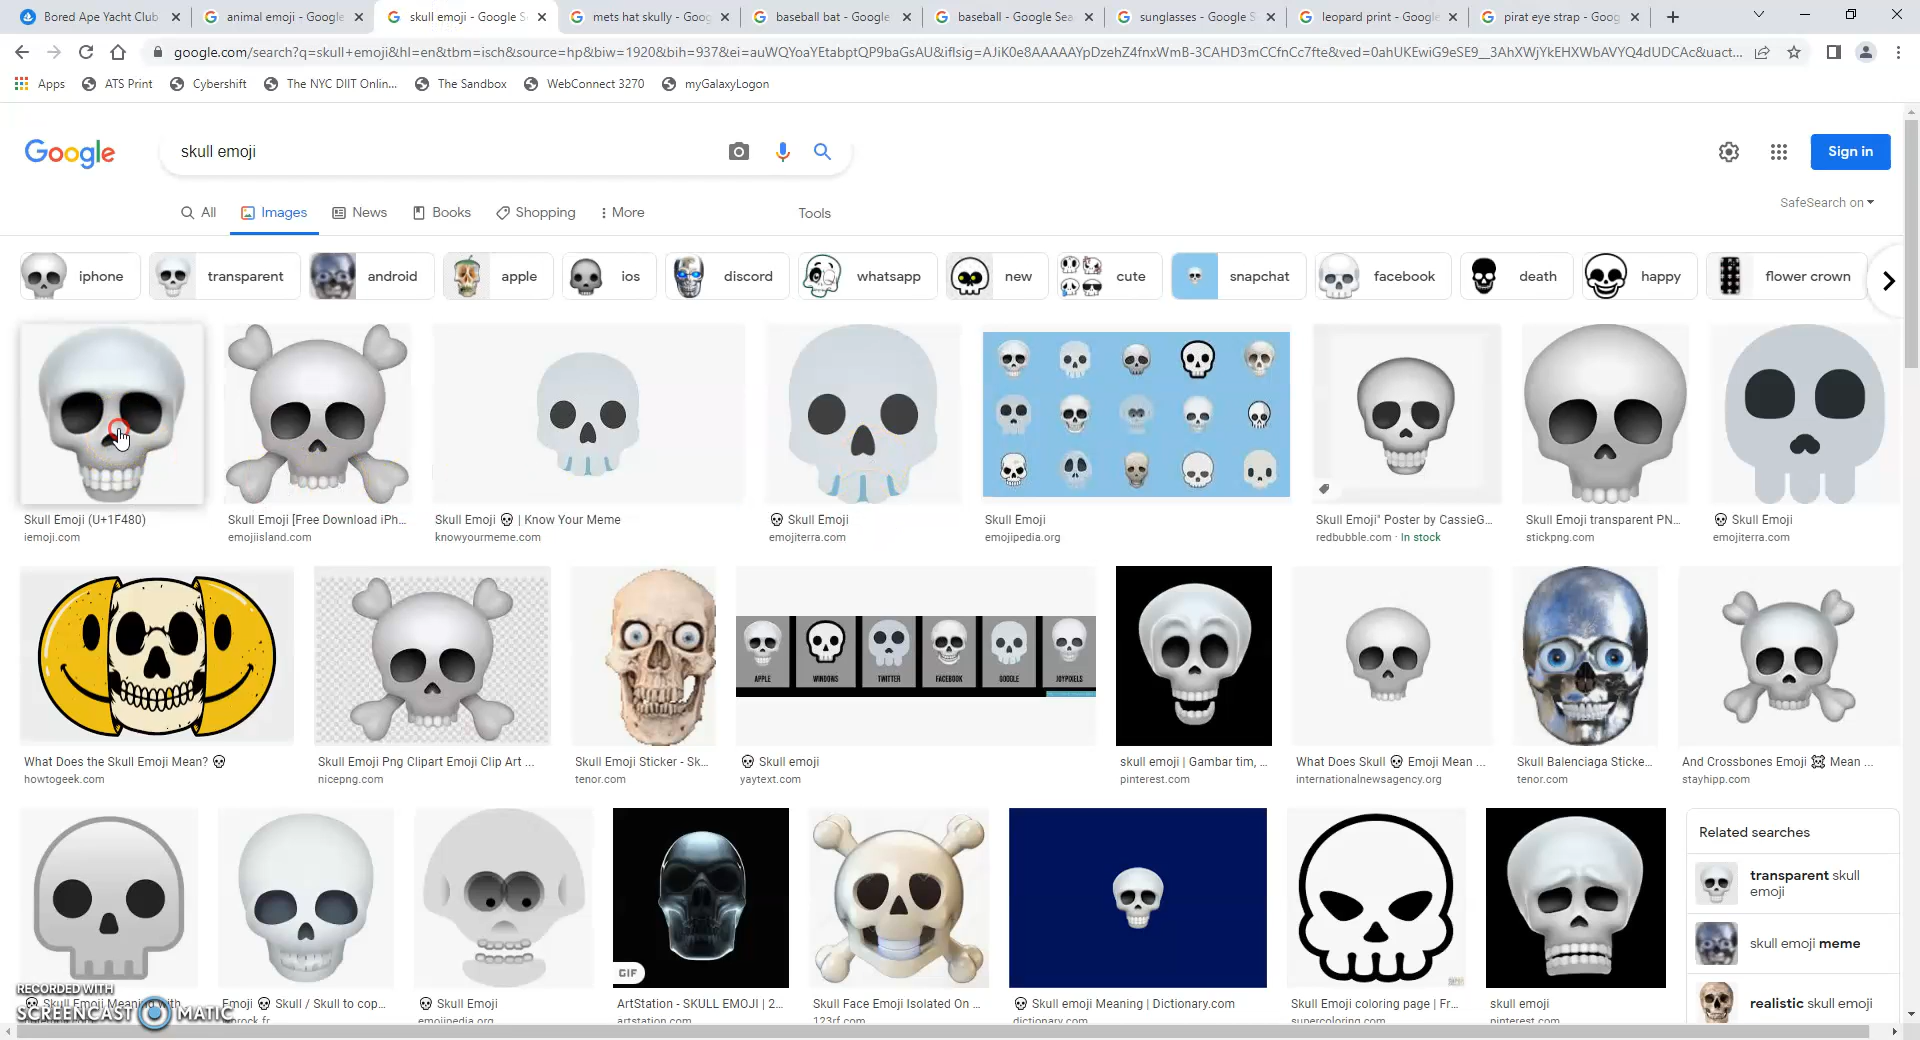 Bored Ape Yacht Club
animal emoji - Google
skull emoji - Google S
mets hat skully - Goog
baseball bat - Google
baseball - Google Sea
sunglasses - Google S
leopard print - Google
pirat eye strap - Goog
google.com/search?q=skull+emoji&hl=en&tbm=isch&source=hp&biw=1920&bih=937&ei=auWQYoaYEtabptQP9baGsAU&iflsig=AJiK0e8AAAAAYpDzehZ4fnxWmB-3CAHD3mCCfnCc7fte&ved=0ahUKEwiG9eSE9__3AhXWjYkEHXWbAVYQ4dUDCAc&uact...
Apps
ATS Print
Cybershift
The NYC DIIT Onlin...
The Sandbox
WebConnect 3270
myGalaxyLogon
Google
skull emoji
Sign in
All
Images
News
Books
Shopping
More
Tools
SafeSearch on
iphone
transparent
android
apple
ios
discord
whatsapp
new
cute
snapchat
facebook
death
happy
flower crown
Skull Emoji (U+1F480)
iemoji.com
Skull Emoji [Free Download iPh...
emojiisland.com
Skull Emoji 💀 | Know Your Meme
knowyourmeme.com
💀 Skull Emoji
emojiterra.com
Skull Emoji
emojipedia.org
Skull Emoji" Poster by CassieG...
redbubble.com · In stock
Skull Emoji transparent PN...
stickpng.com
💀 Skull Emoji
emojiterra.com
APPLE
WINDOWS
TWITTER
FACEBOOK
GOOGLE
JOYPIXELS
What Does the Skull Emoji Mean? 💀
howtogeek.com
Skull Emoji Png Clipart Emoji Clip Art ...
nicepng.com
Skull Emoji Sticker - Sk...
tenor.com
💀 Skull emoji
yaytext.com
skull emoji | Gambar tim, ...
pinterest.com
What Does Skull 💀 Emoji Mean ...
internationalnewsagency.org
Skull Balenciaga Sticke...
tenor.com
And Crossbones Emoji ☠ Mean ...
stayhipp.com
GIF
💀 Skull Emoji Meaning with
Emoji 💀 Skull / Skull to cop...
💀 Skull Emoji
emojipedia.org
ArtStation - SKULL EMOJI | 2...
artstation.com
Skull Face Emoji Isolated On ...
123rf.com
💀 Skull emoji Meaning | Dictionary.com
dictionary.com
Skull Emoji coloring page | Fr...
supercoloring.com
skull emoji
pinterest.com
Related searches
transparent skull
emoji
skull emoji meme
realistic skull emoji
RECORDED WITH
SCREENCAST MATIC